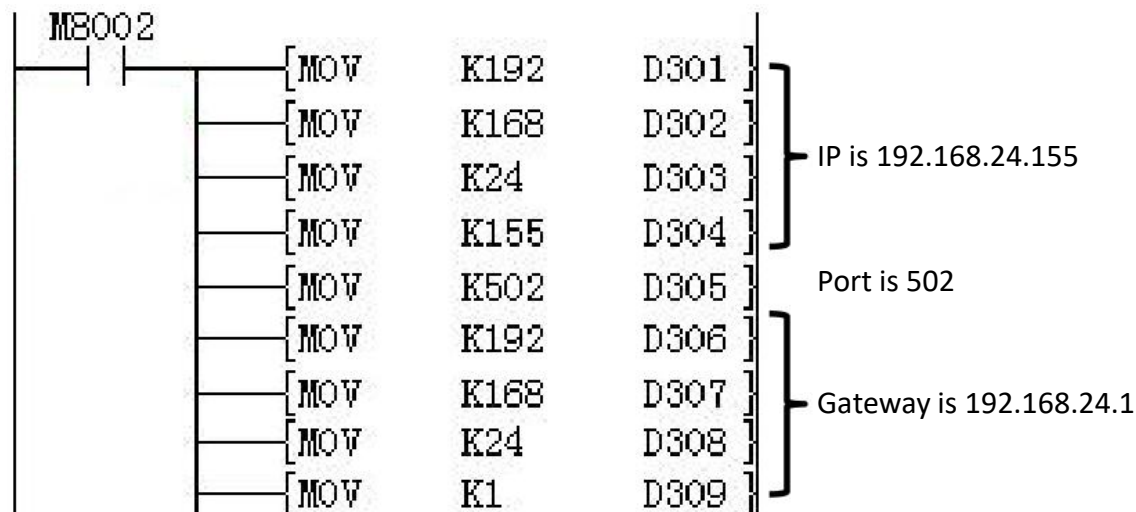 M8002
[MOV K192 D301 ]
[MOV K168 D302 ]
[MOV K24 D303 ]
[MOV K155 D304 ]
IP is 192.168.24.155
[MOV K502 D305 ]
Port is 502
[MOV K192 D306 ]
[MOV K168 D307 ]
[MOV K24 D308 ]
[MOV K1 D309 ]
Gateway is 192.168.24.1